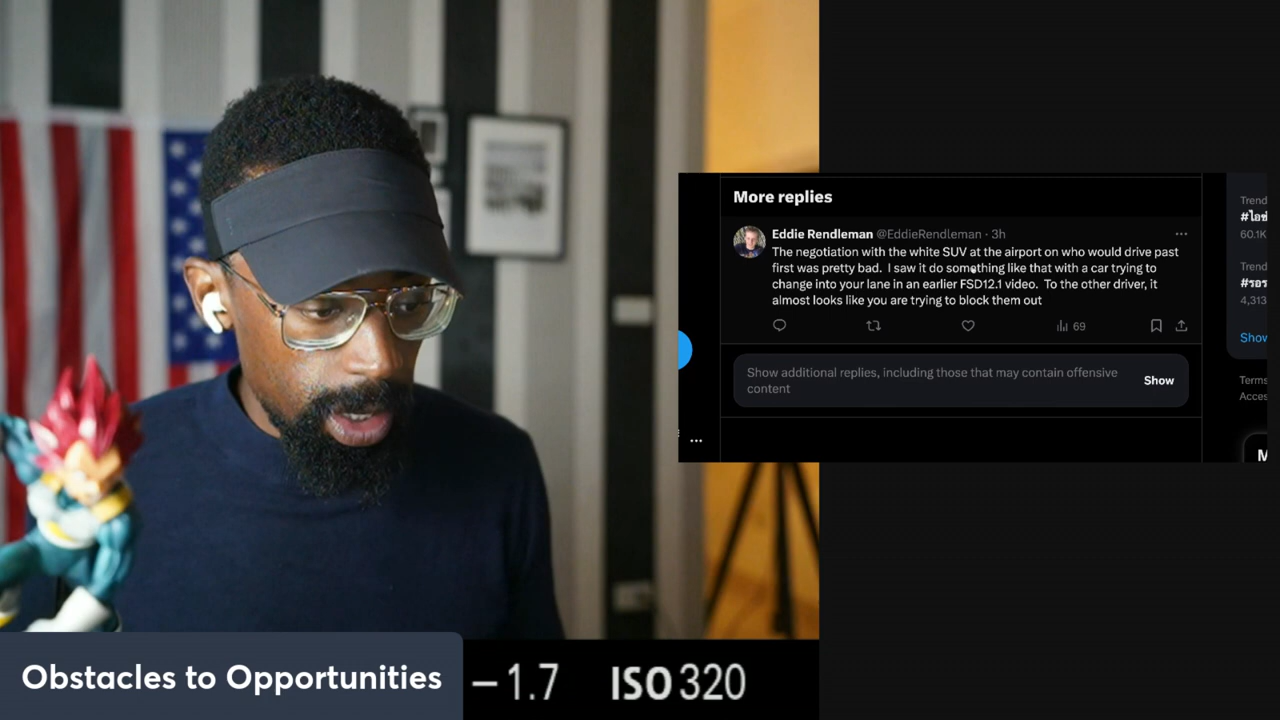 More replies
Eddie Rendleman @EddieRendleman · 3h
The negotiation with the white SUV at the airport on who would drive past
first was pretty bad. I saw it do something like that with a car trying to
change into your lane in an earlier FSD12.1 video. To the other driver, it
almost looks like you are trying to block them out
69
Show additional replies, including those that may contain offensive
content
Show
Trend
60.1K
Trend
4,313
Show
Terms
Acces
M
Obstacles to Opportunities
– 1.7 ISO 320